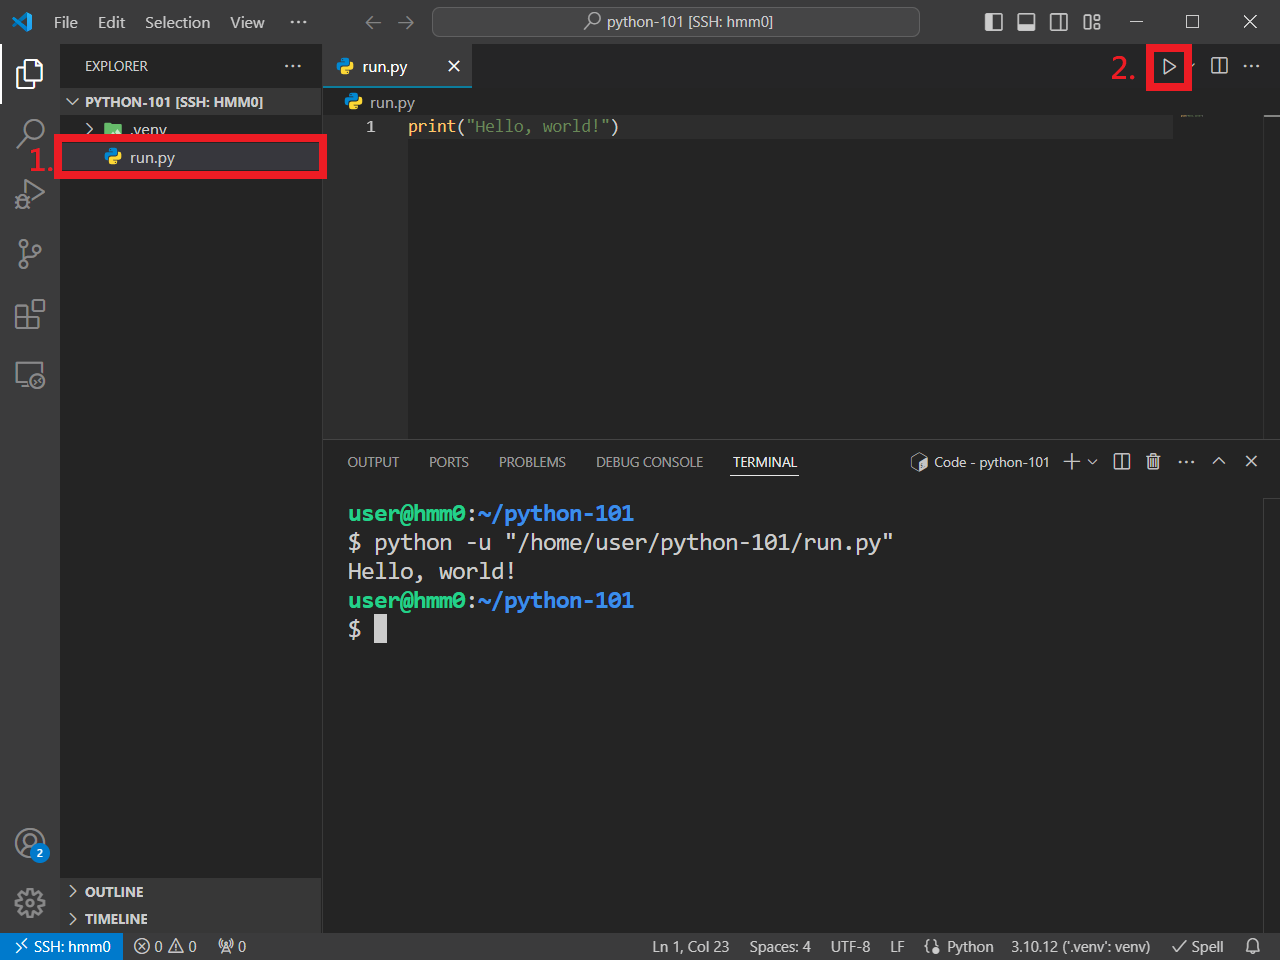 File Edit Selection View ···
python-101 [SSH: hmm0]
EXPLORER ···
PYTHON-101 [SSH: HMM0]
.venv
1.
run.py
run.py
2.
run.py
1 print("Hello, world!")
OUTPUT PORTS PROBLEMS DEBUG CONSOLE TERMINAL
Code - python-101
user@hmm0:~/python-101
$ python -u "/home/user/python-101/run.py"
Hello, world!
user@hmm0:~/python-101
$
2
OUTLINE
TIMELINE
SSH: hmm0 0 0 0 Ln 1, Col 23 Spaces: 4 UTF-8 LF Python 3.10.12 ('.venv': venv) Spell